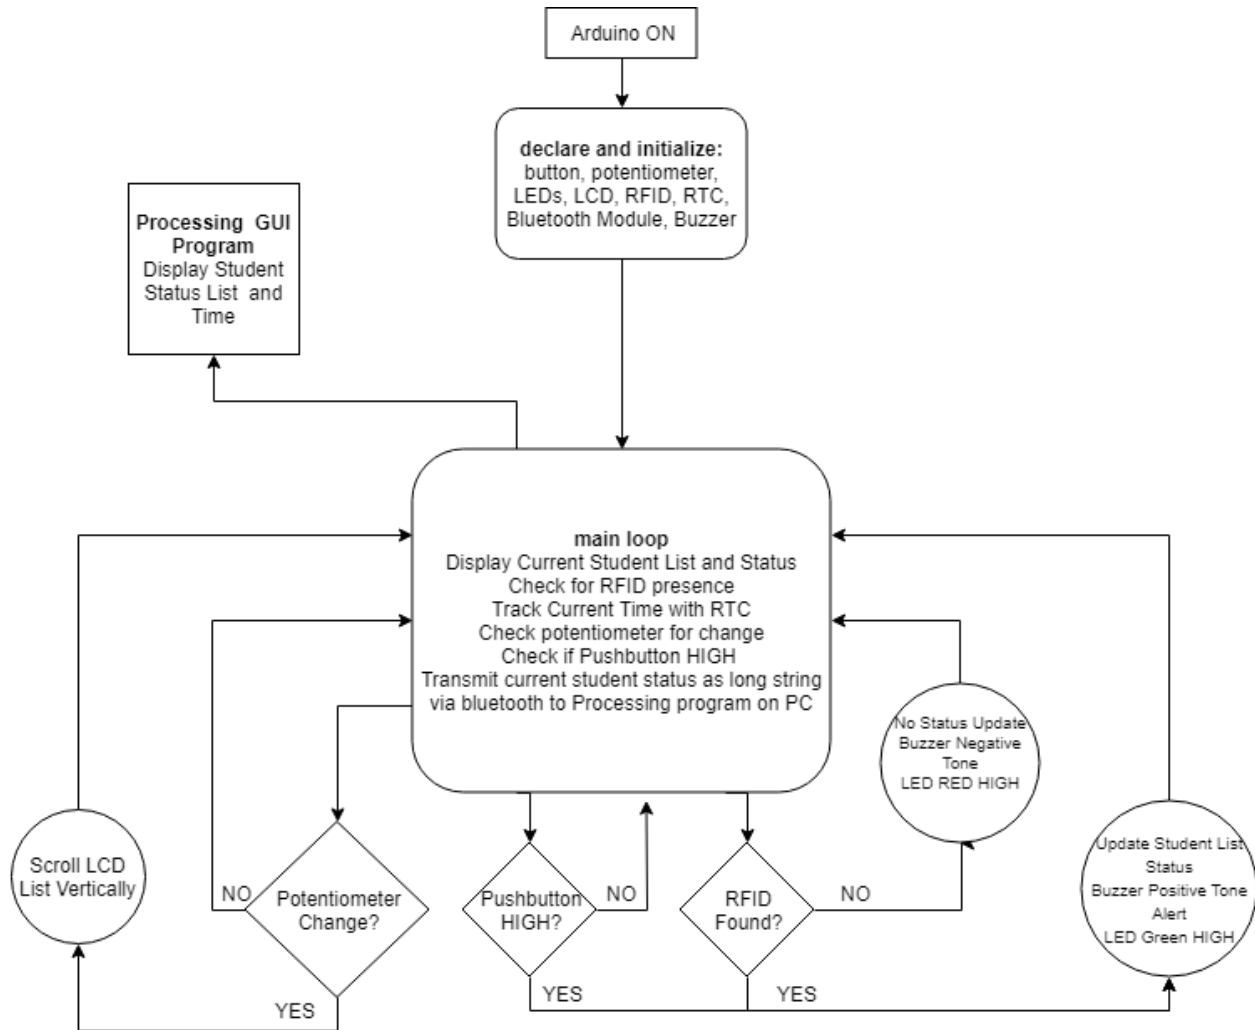 Arduino ON
declare and initialize:
button, potentiometer,
LEDs, LCD, RFID, RTC,
Bluetooth Module, Buzzer
Processing GUI
Program
Display Student
Status List and
Time
main loop
Display Current Student List and Status
Check for RFID presence
Track Current Time with RTC
Check potentiometer for change
Check if Pushbutton HIGH
Transmit current student status as long string
via bluetooth to Processing program on PC
No Status Update
Buzzer Negative
Tone
LED RED HIGH
Scroll LCD
List Vertically
NO
Potentiometer
Change?
YES
Pushbutton
HIGH?
NO
YES
RFID
Found?
NO
YES
Update Student List
Status
Buzzer Positive Tone
Alert
LED Green HIGH